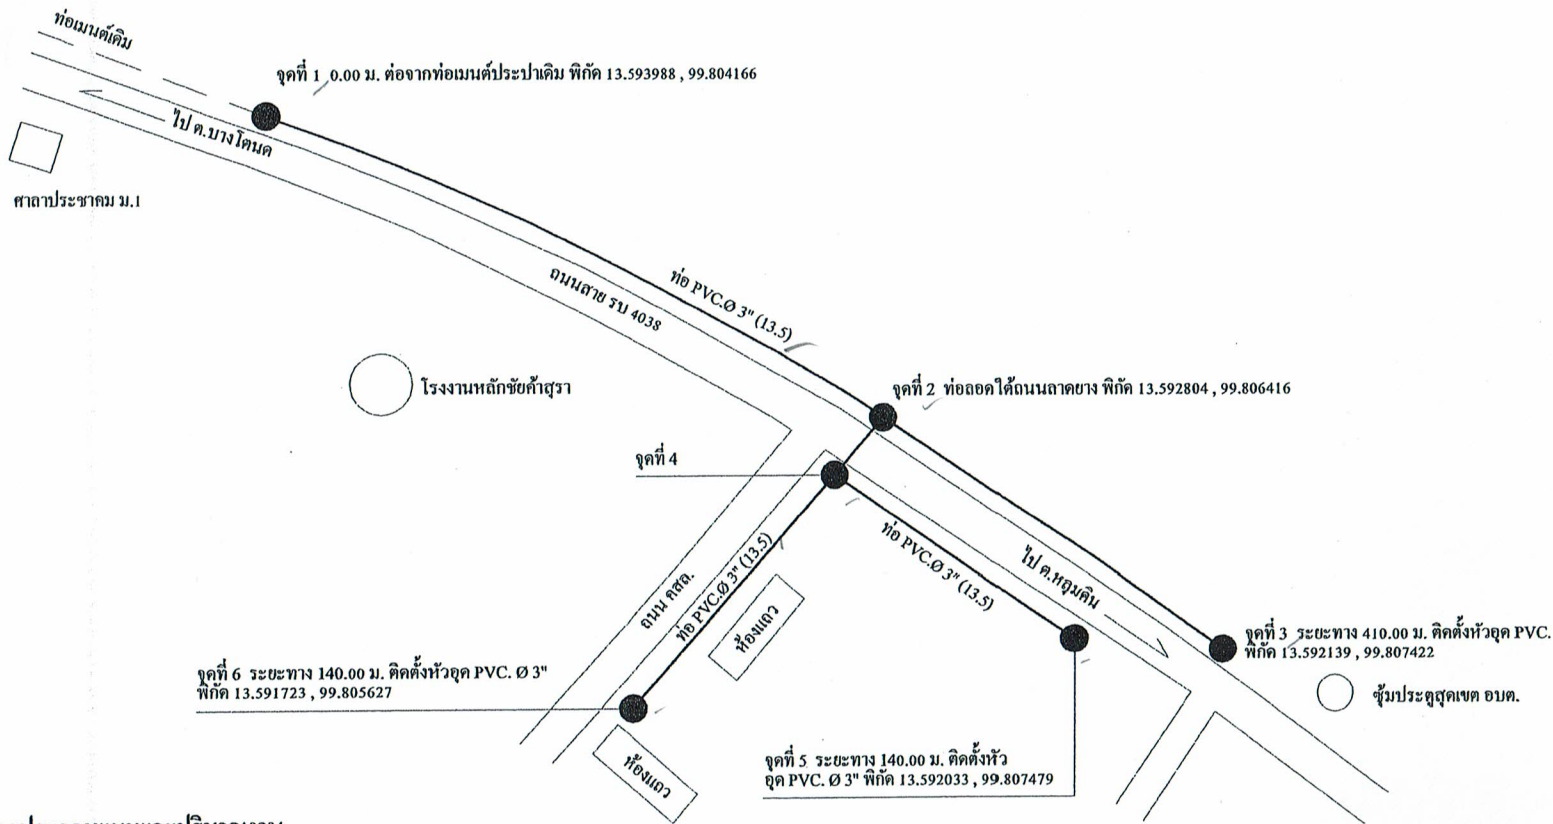 ท่อเมนต์เดิม
จุดที่ 1 0.00 ม. ต่อจากท่อเมนต์ประปาเดิม พิกัด 13.593988 , 99.804166
ไป ต.บางโตนด
ศาลาประชาคม ม.1
ท่อ PVC.Ø 3" (13.5)
ถนนสาย รบ 4038
โรงงานหลักชัยค้าสุรา
จุดที่ 2 ท่อลอดใต้ถนนลาดยาง พิกัด 13.592804 , 99.806416
จุดที่ 4
ท่อ PVC.Ø 3" (13.5)
ไป ต.หลุมดิน
ถนน คสล.
ท่อ PVC.Ø 3" (13.5)
ห้องแถว
จุดที่ 3 ระยะทาง 410.00 ม. ติดตั้งหัวอุด PVC.
พิกัด 13.592139 , 99.807422
ซุ้มประตูสุดเขต อบต.
จุดที่ 6 ระยะทาง 140.00 ม. ติดตั้งหัวอุด PVC. Ø 3"
พิกัด 13.591723 , 99.805627
ห้องแถว
จุดที่ 5 ระยะทาง 140.00 ม. ติดตั้งหัว
อุด PVC. Ø 3" พิกัด 13.592033 , 99.807479